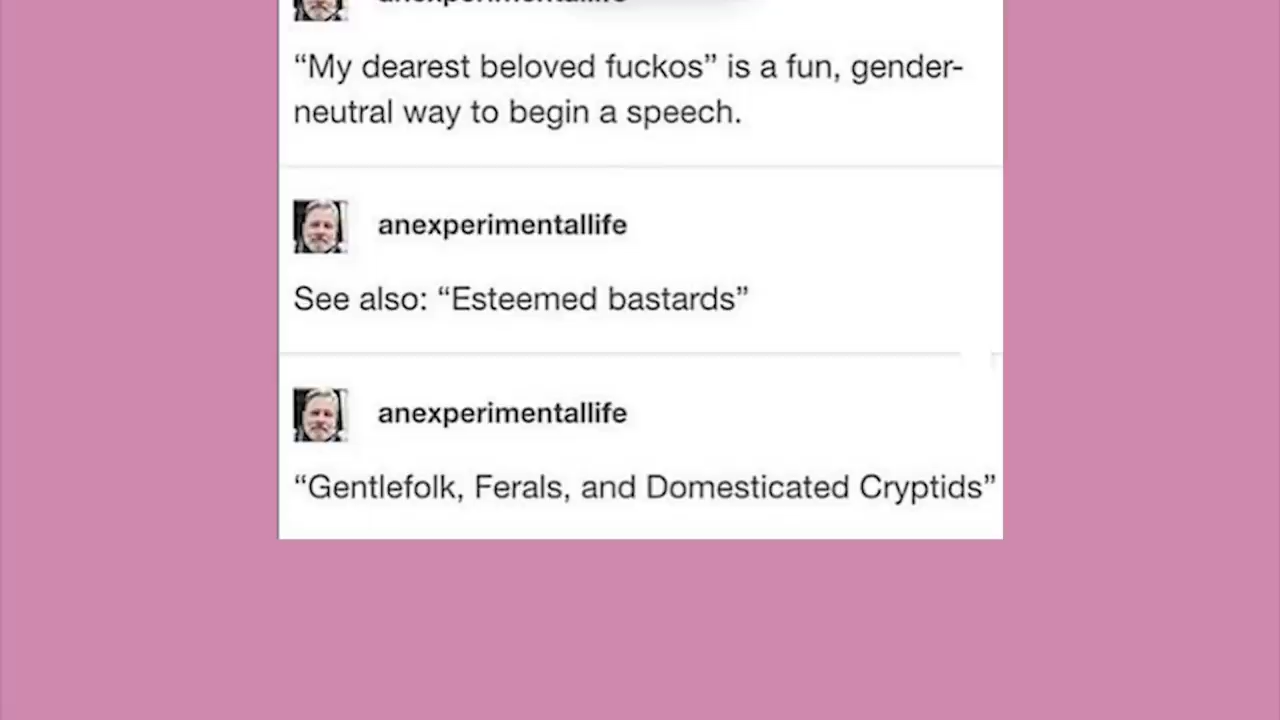 “My dearest beloved fuckos” is a fun, gender-
neutral way to begin a speech.
anexperimentallife
See also: “Esteemed bastards”
anexperimentallife
“Gentlefolk, Ferals, and Domesticated Cryptids”